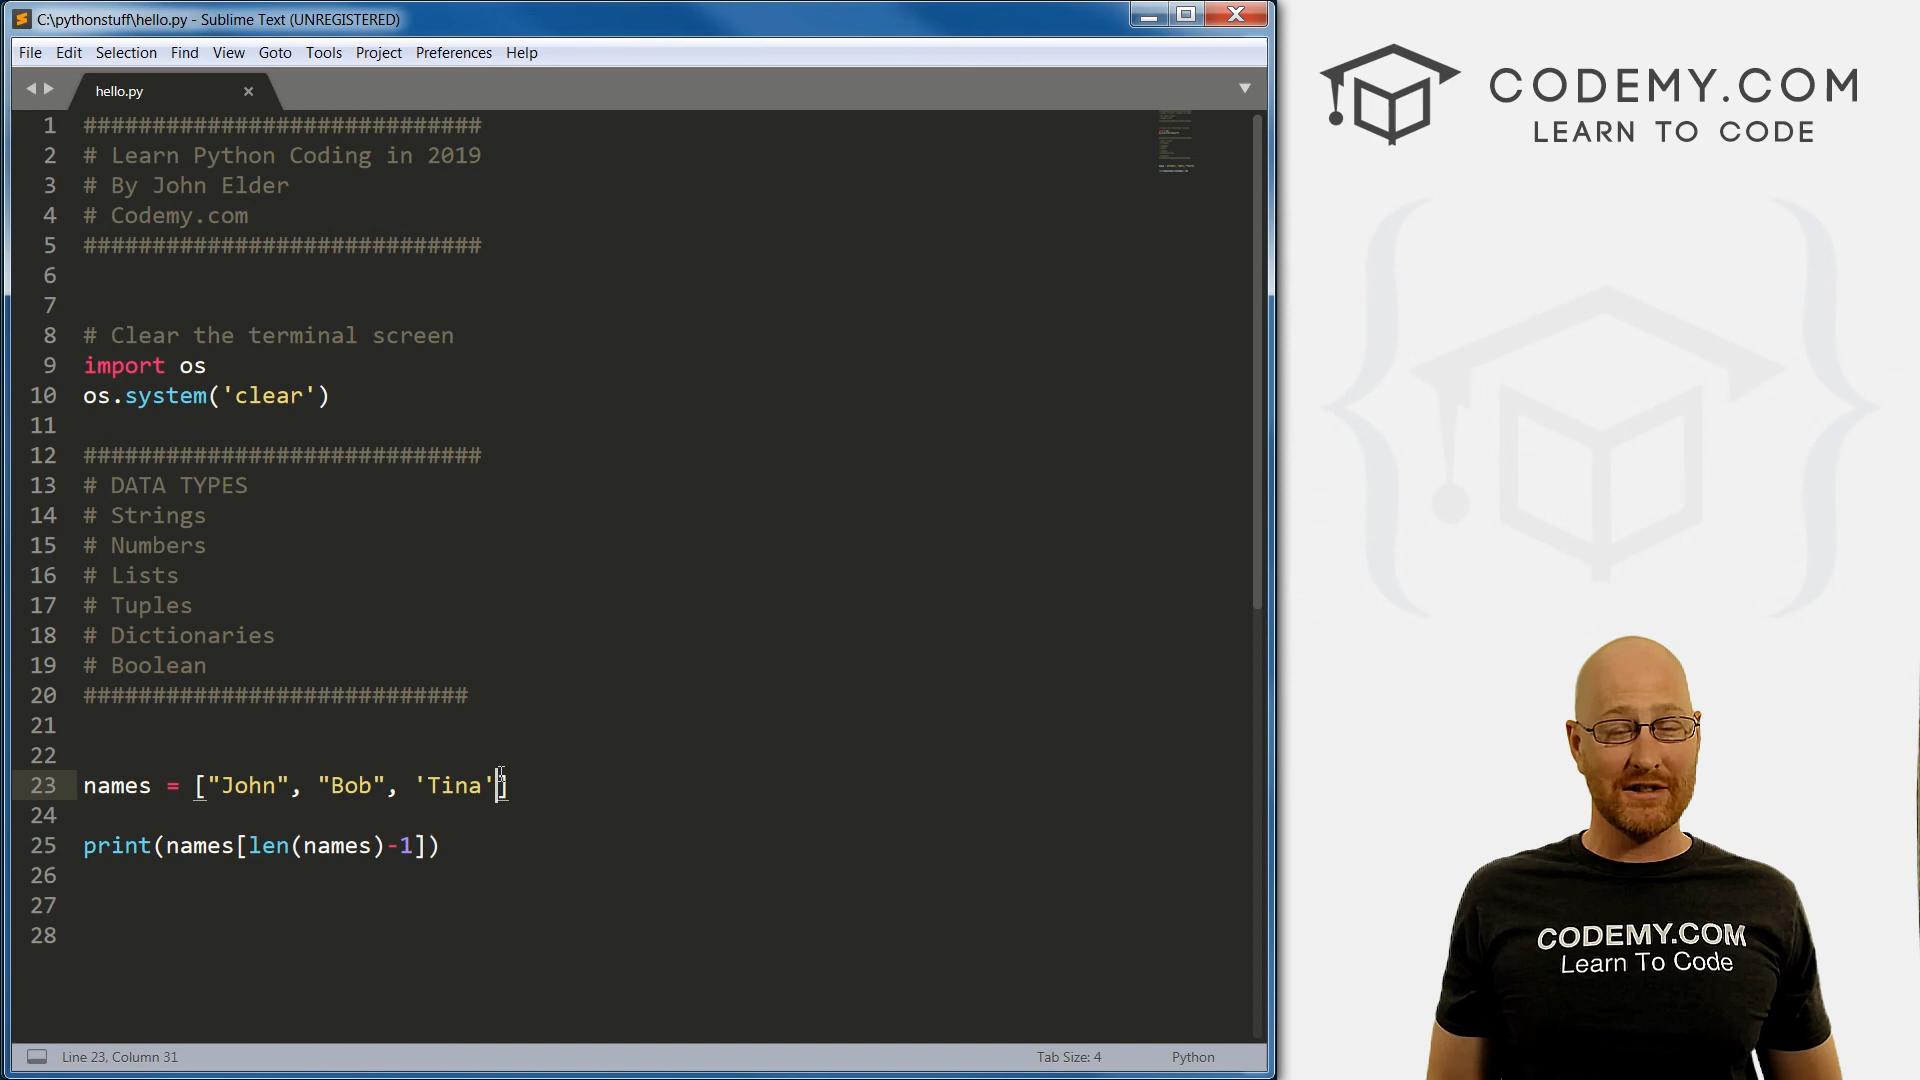 C:\pythonstuff\hello.py - Sublime Text (UNREGISTERED)
File Edit Selection Find View Goto Tools Project Preferences Help
hello.py
1 #############################
2 # Learn Python Coding in 2019
3 # By John Elder
4 # Codemy.com
5 #############################
6
7
8 # Clear the terminal screen
9 import os
10 os.system('clear')
11
12 #############################
13 # DATA TYPES
14 # Strings
15 # Numbers
16 # Lists
17 # Tuples
18 # Dictionaries
19 # Boolean
20 ############################
21
22
23 names = ["John", "Bob", 'Tina']
24
25 print(names[len(names)-1])
26
27
28
Line 23, Column 31
Tab Size: 4
Python
CODEMY.COM
LEARN TO CODE
CODEMY.COM
Learn To Code